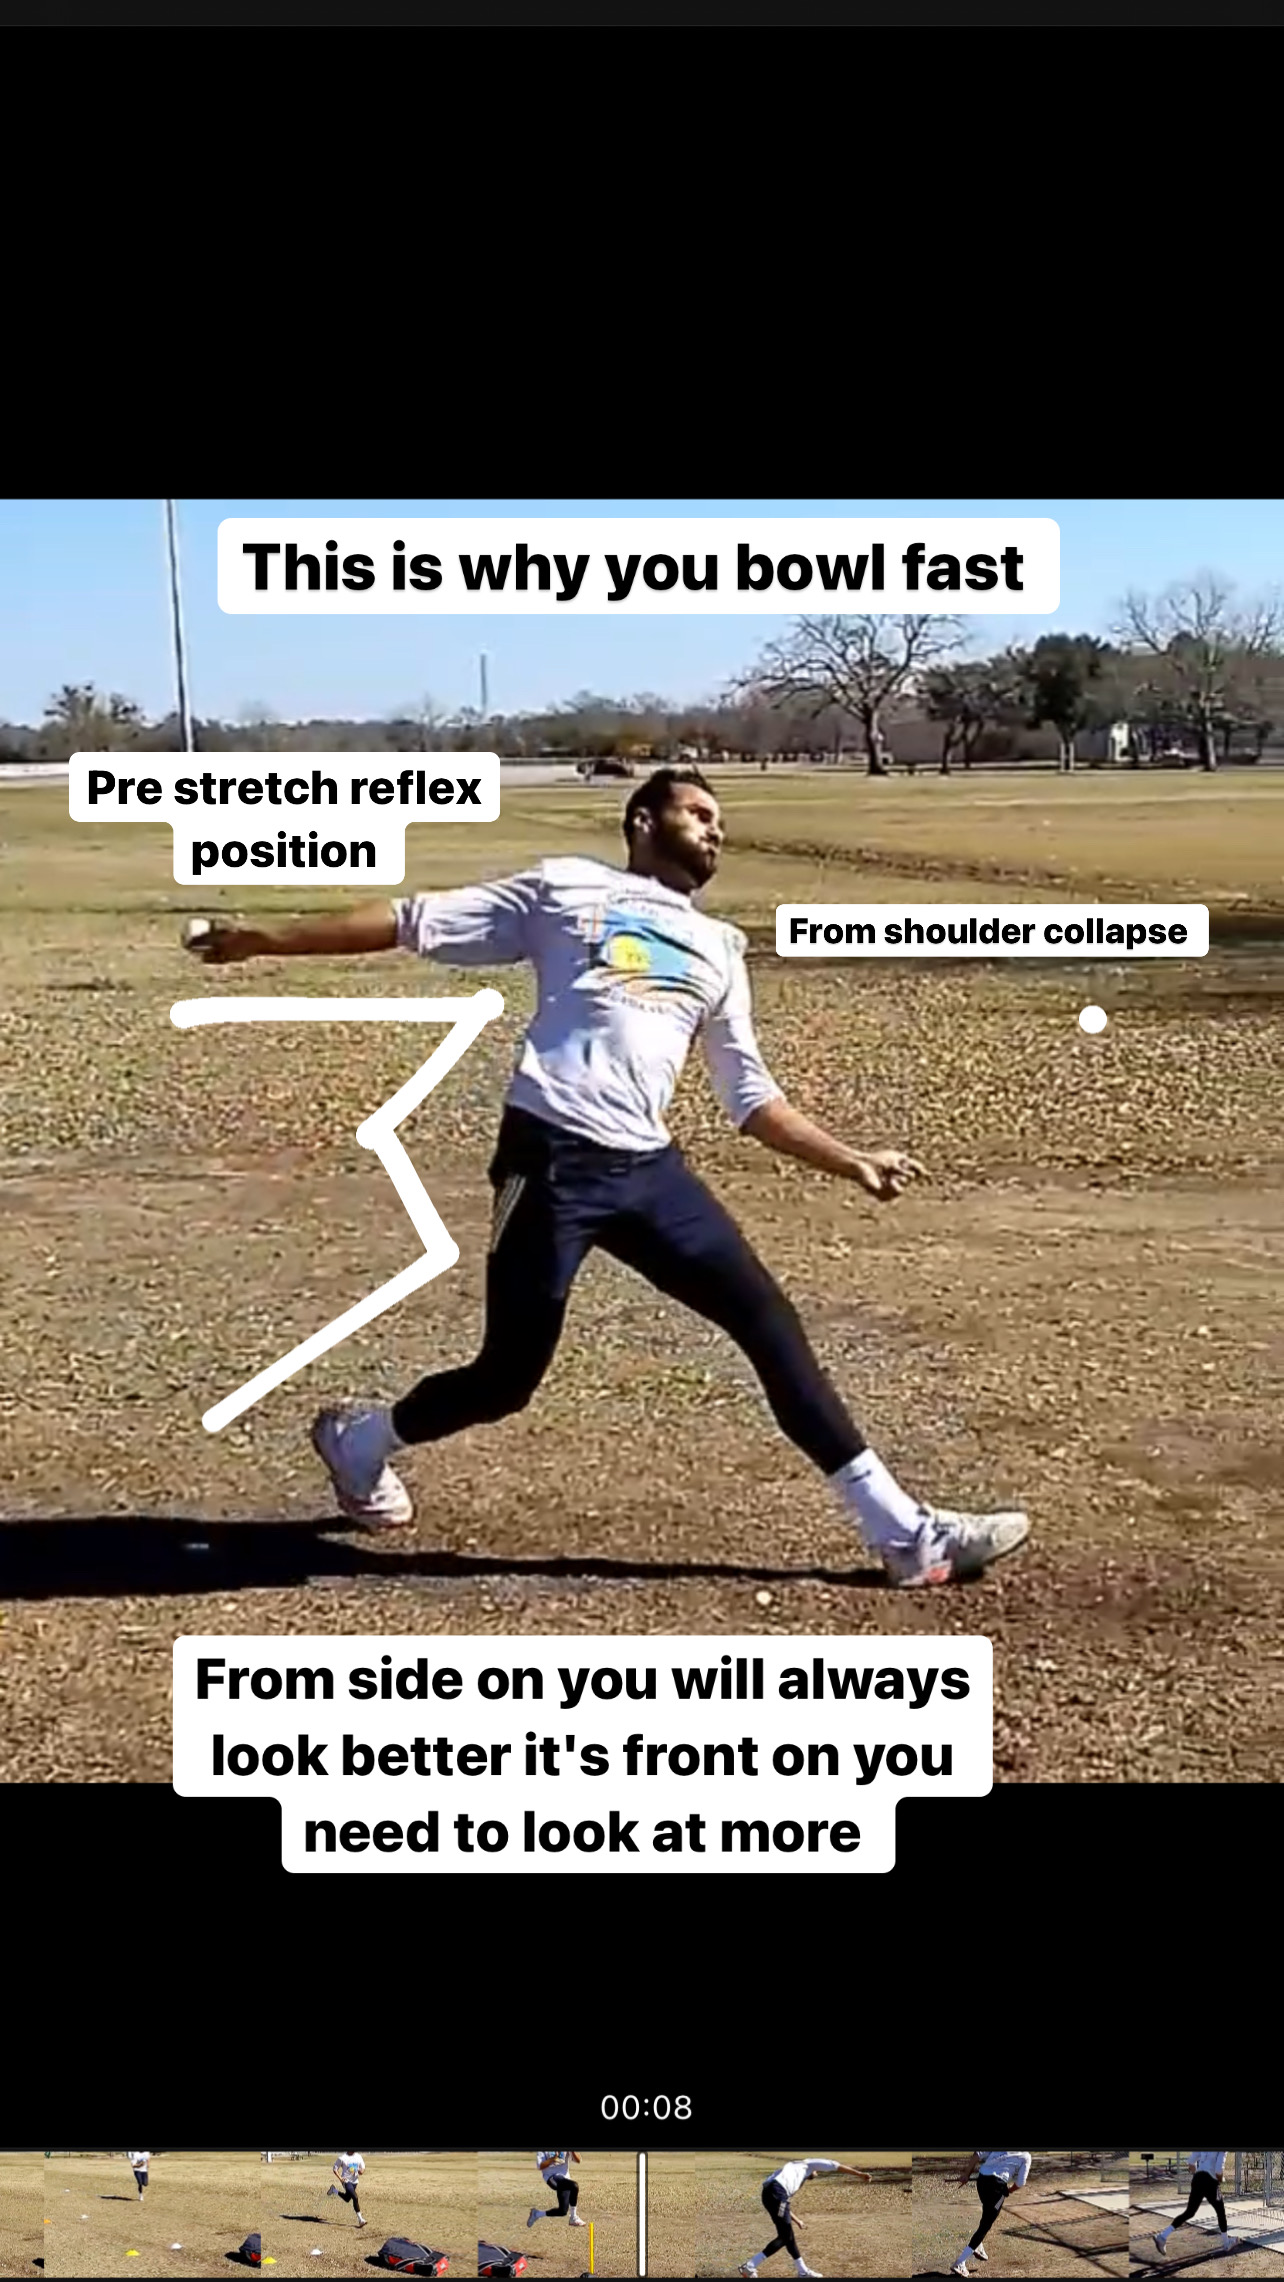 This is why you bowl fast
Pre stretch reflex
position
From shoulder collapse
From side on you will always
look better it's front on you
need to look at more
00:08